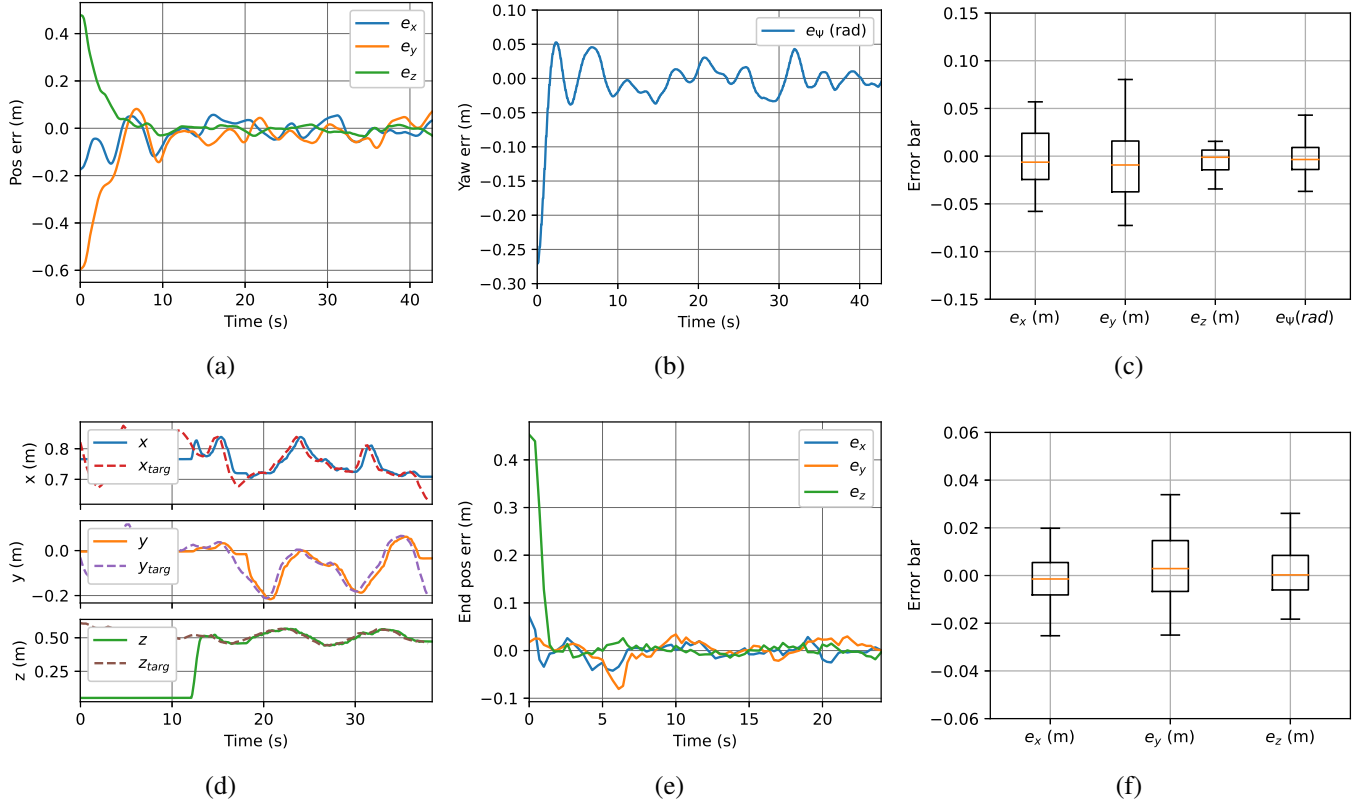 0.4
0.2
0.0
−0.2
−0.4
−0.6
Pos err (m)
e_x
e_y
e_z
0 10 20 30 40
Time (s)
(a)
0.10
0.05
0.00
−0.05
−0.10
−0.15
−0.20
−0.25
−0.30
Yaw err (m)
e_Ψ (rad)
0 10 20 30 40
Time (s)
(b)
0.15
0.10
0.05
0.00
−0.05
−0.10
−0.15
Error bar
e_x (m) e_y (m) e_z (m) e_Ψ(rad)
(c)
0.8
0.7
x (m)
x
x_targ
0.0
−0.2
y (m)
y
y_targ
0.50
0.25
z (m)
z
z_targ
0 10 20 30
Time (s)
(d)
0.4
0.3
0.2
0.1
0.0
−0.1
End pos err (m)
e_x
e_y
e_z
0 5 10 15 20
Time (s)
(e)
0.06
0.04
0.02
0.00
−0.02
−0.04
−0.06
Error bar
e_x (m) e_y (m) e_z (m)
(f)